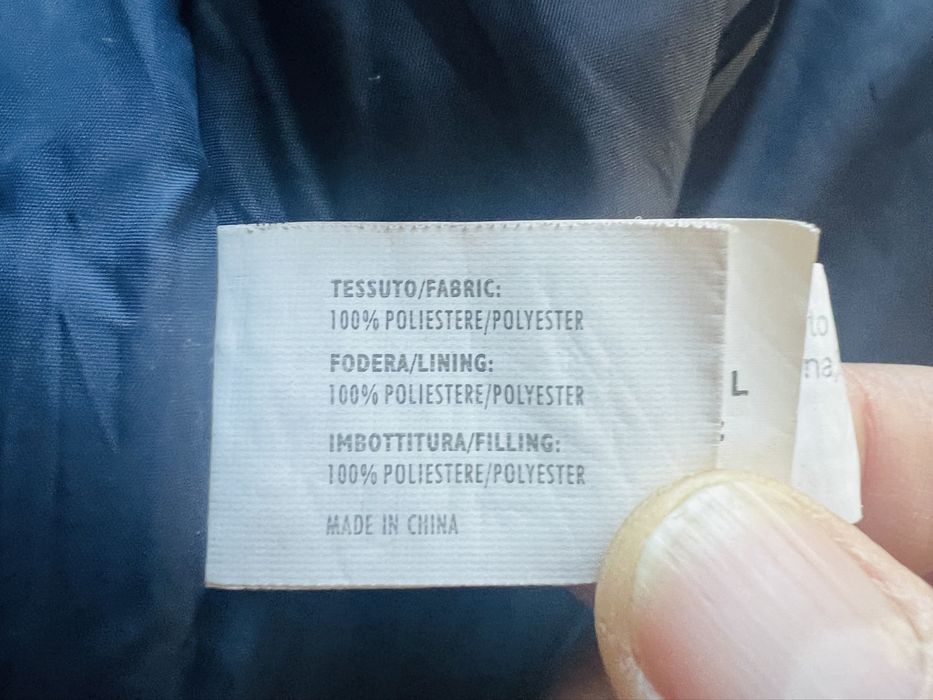 TESSUTO/FABRIC:
100% POLIESTERE/POLYESTER
FODERA/LINING:
100% POLIESTERE/POLYESTER
IMBOTTITURA/FILLING:
100% POLIESTERE/POLYESTER
MADE IN CHINA
L